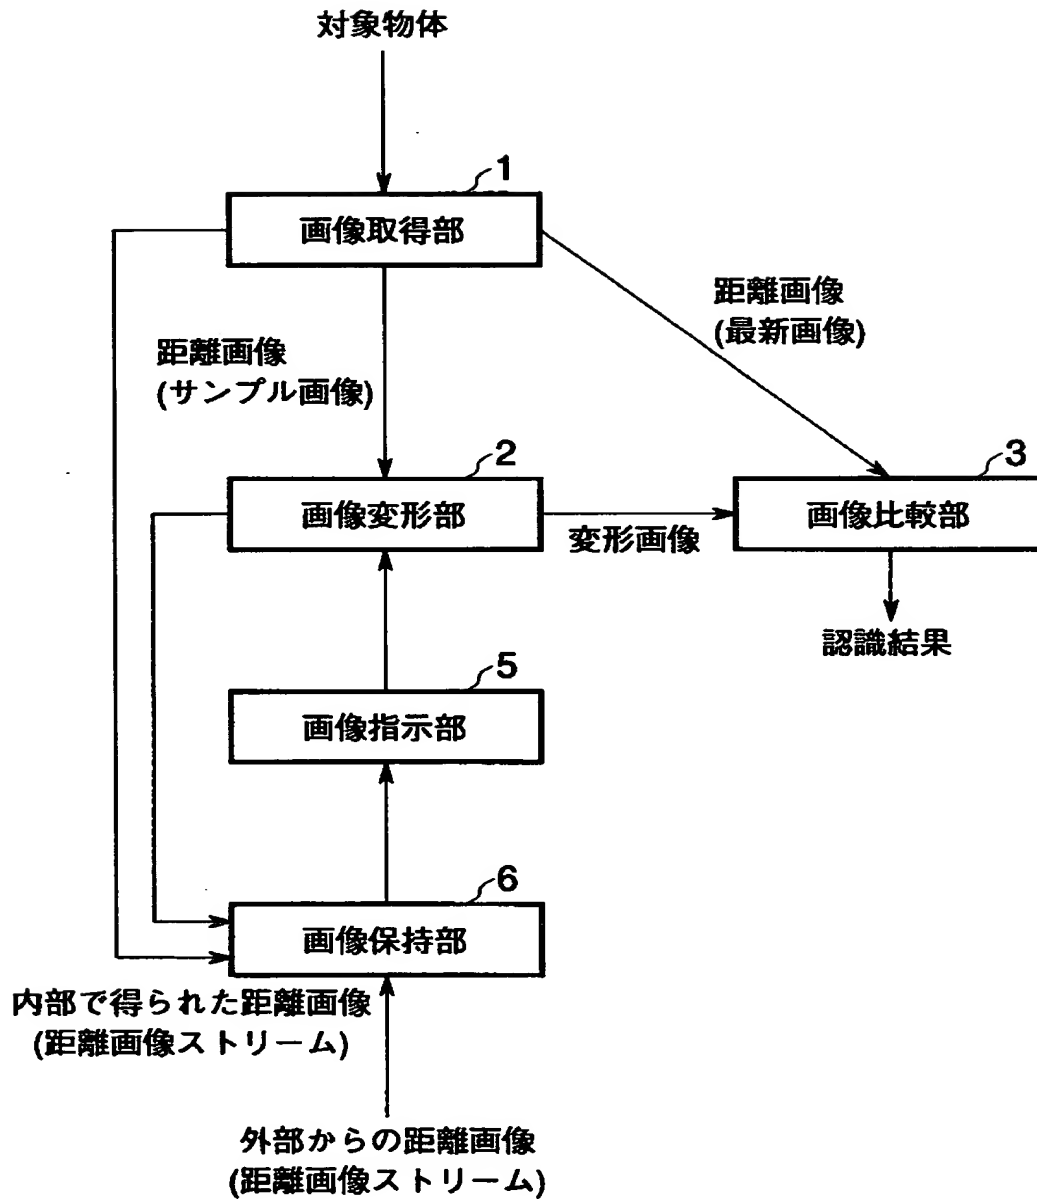 対象物体
1
画像取得部
距離画像
(最新画像)
距離画像
(サンプル画像)
2
画像変形部
変形画像
3
画像比較部
認識結果
5
画像指示部
6
画像保持部
内部で得られた距離画像
(距離画像ストリーム)
外部からの距離画像
(距離画像ストリーム)